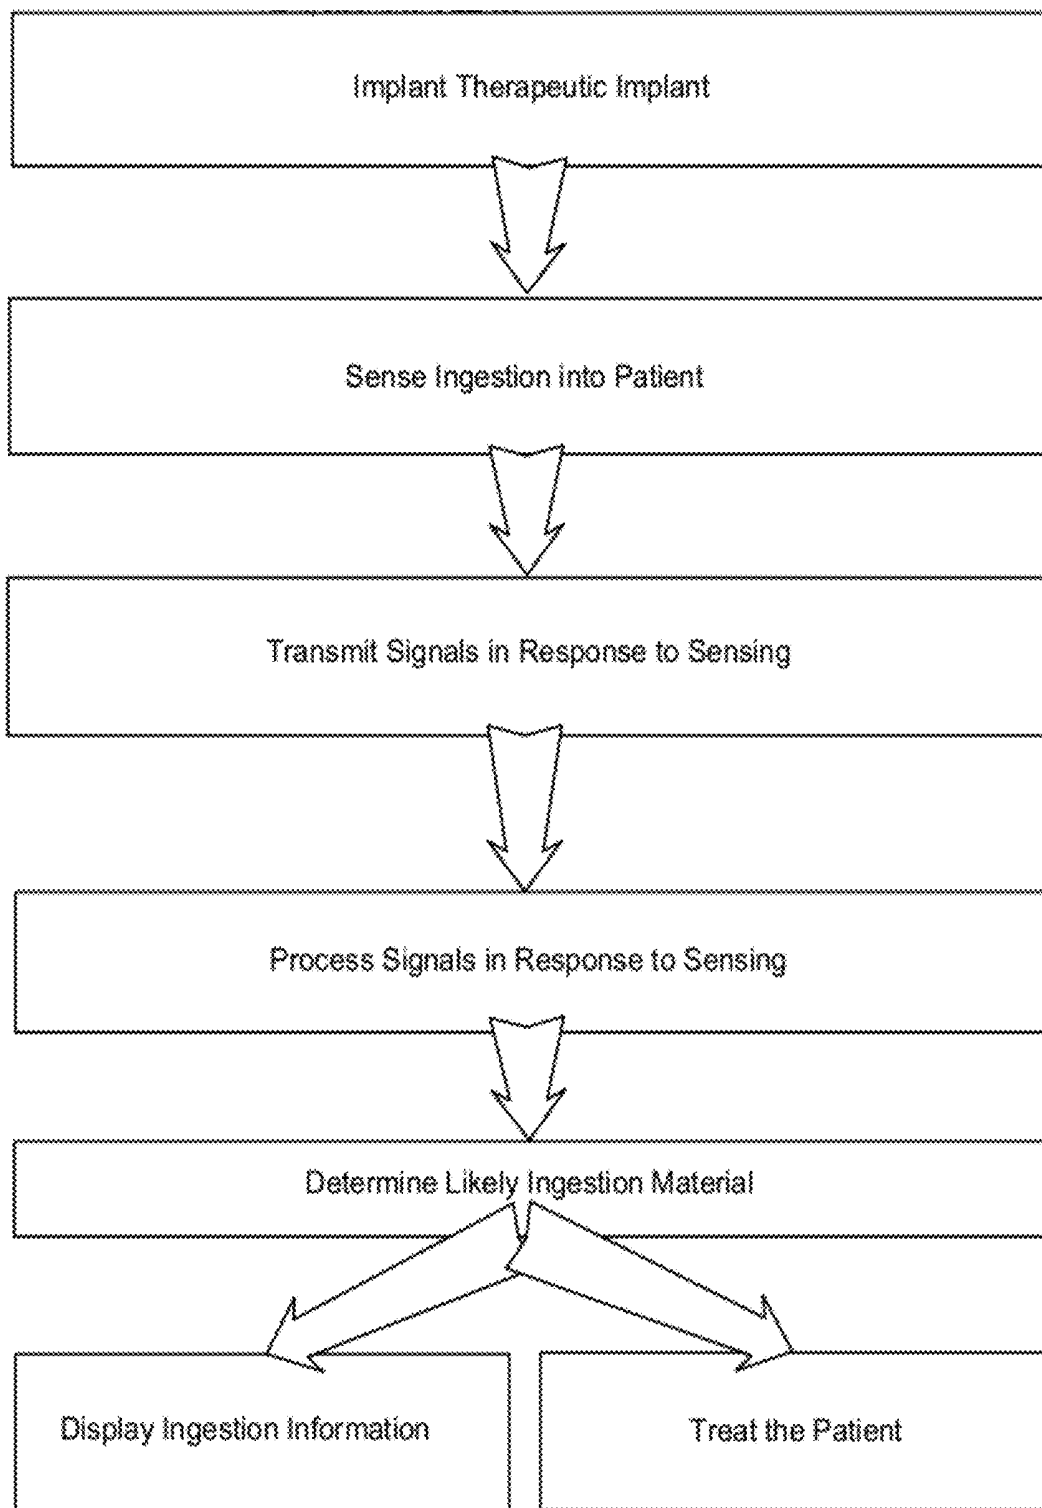 Implant Therapeutic Implant
Sense Ingestion into Patient
Transmit Signals in Response to Sensing
Process Signals in Response to Sensing
Determine Likely Ingestion Material
Display Ingestion Information
Treat the Patient